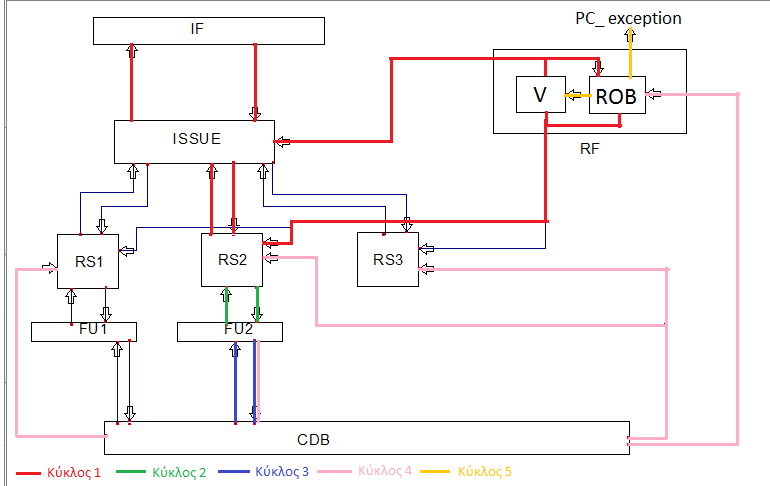 PC_ exception
IF
V
ROB
ISSUE
RF
RS1
RS2
RS3
FU1
FU2
CDB
Κύκλος 1
Κύκλος 2
Κύκλος 3
Κύκλος 4
Κύκλος 5